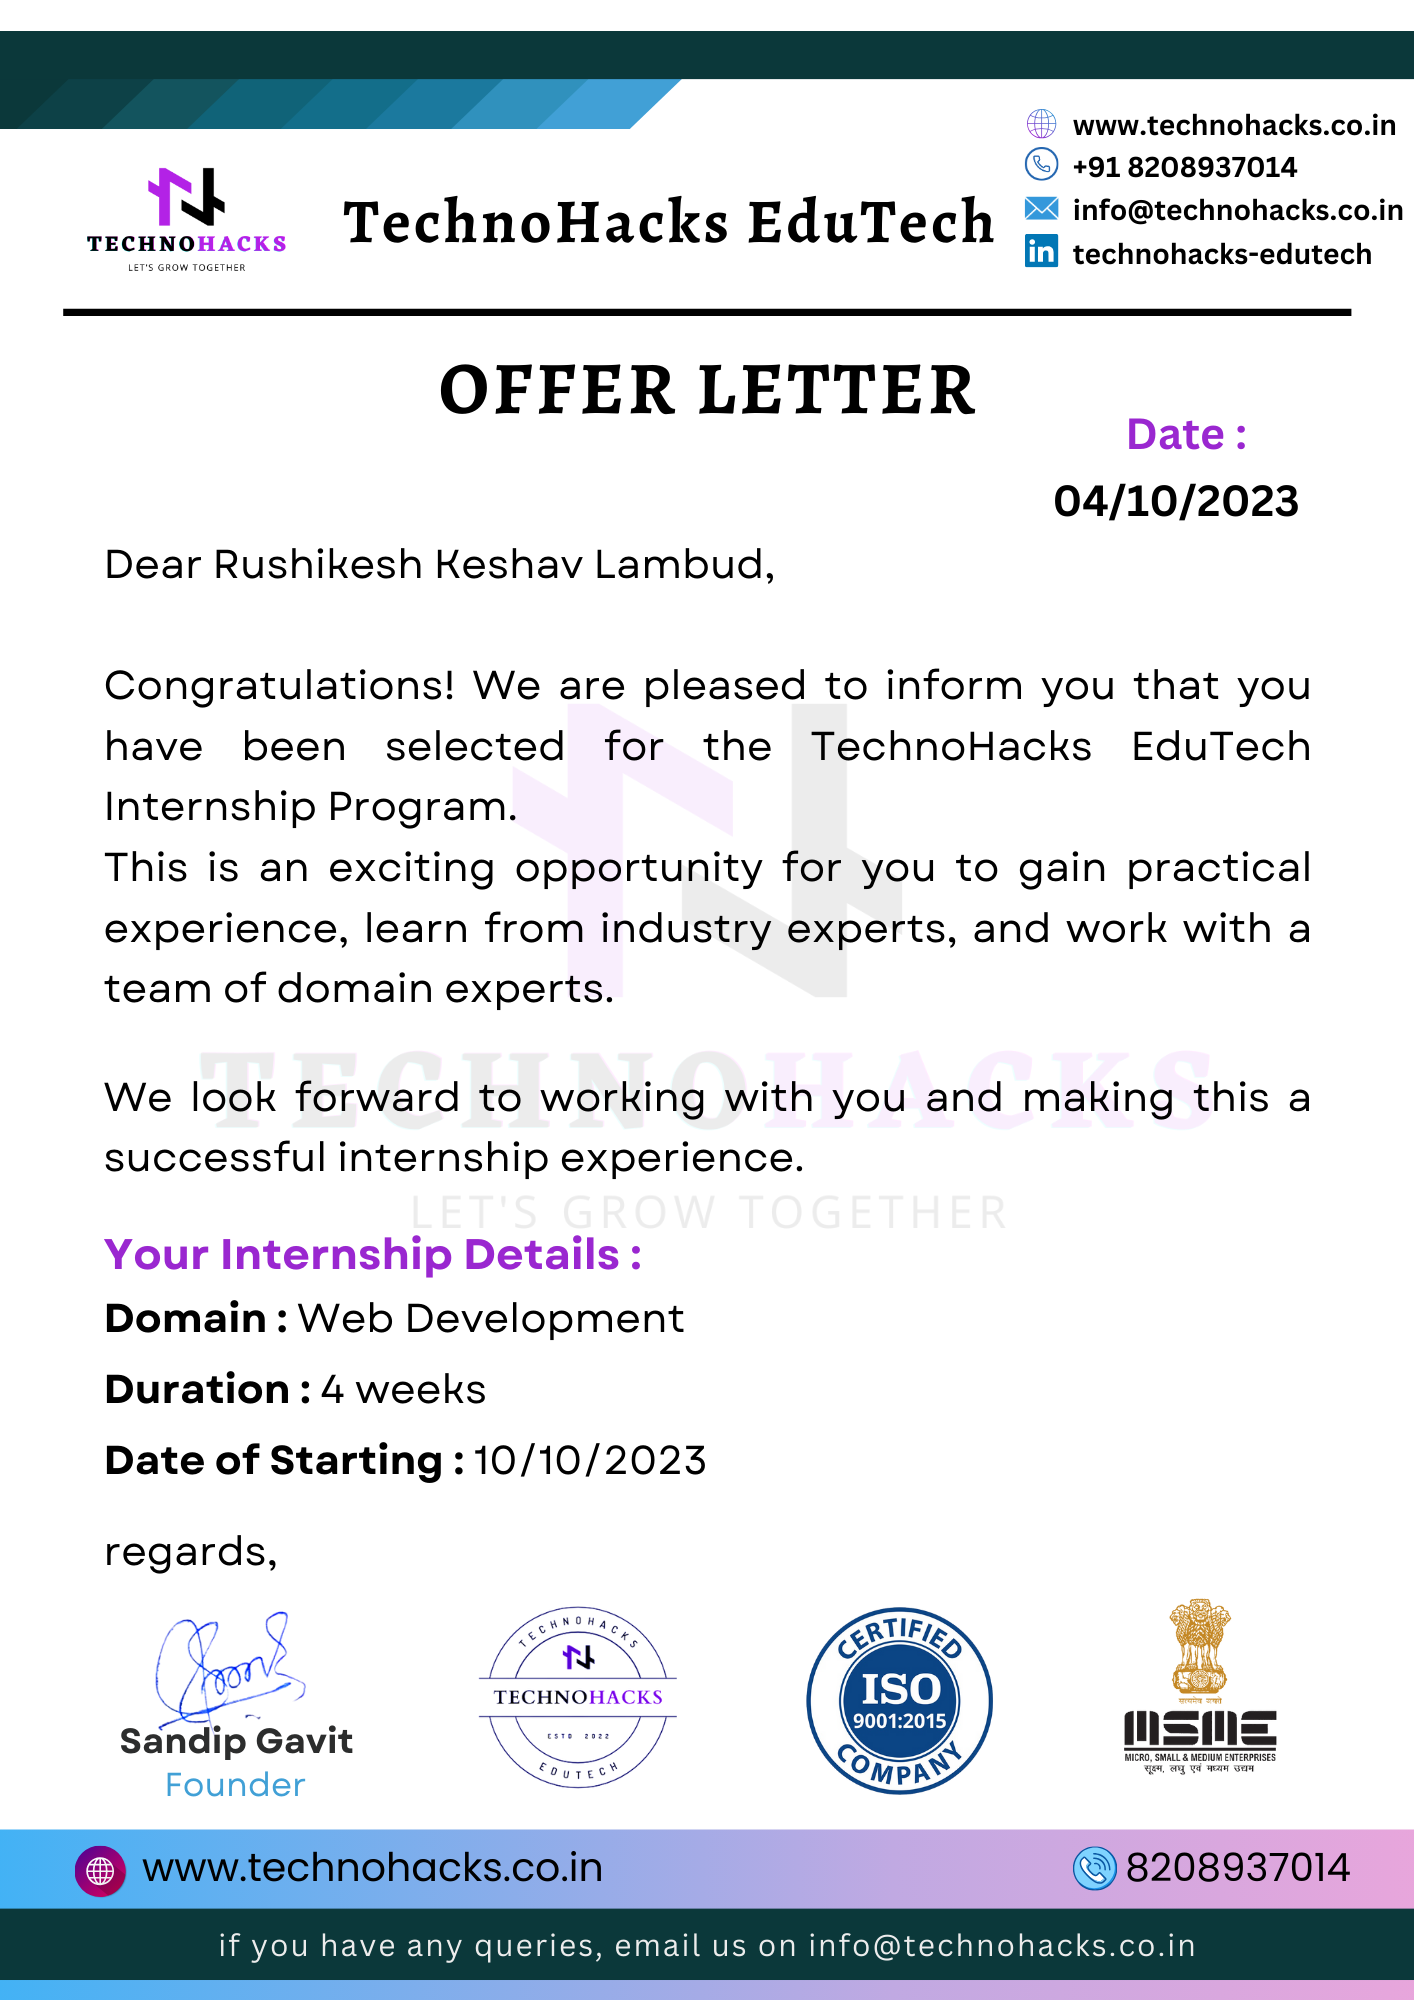 www.technohacks.co.in
+91 8208937014
info@technohacks.co.in
in technohacks-edutech
TECHNOHACKS
LET'S GROW TOGETHER
TechnoHacks EduTech
OFFER LETTER
Date :
04/10/2023
Dear Rushikesh Keshav Lambud,
Congratulations! We are pleased to inform you that you
have been selected for the TechnoHacks EduTech
Internship Program.
This is an exciting opportunity for you to gain practical
experience, learn from industry experts, and work with a
team of domain experts.
TECHNOHACKS
We look forward to working with you and making this a
successful internship experience.
LET'S GROW TOGETHER
Your Internship Details :
Domain : Web Development
Duration : 4 weeks
Date of Starting : 10/10/2023
regards,
Sandip Gavit
Founder
TECHNOHACKS
TECHNOHACKS
ESTD 2022
EDUTECH
CERTIFIED
ISO
9001:2015
COMPANY
सत्यमेव जयते
MSME
MICRO, SMALL & MEDIUM ENTERPRISES
सूक्ष्म, लघु एवं मध्यम उद्यम
www.technohacks.co.in
8208937014
if you have any queries, email us on info@technohacks.co.in